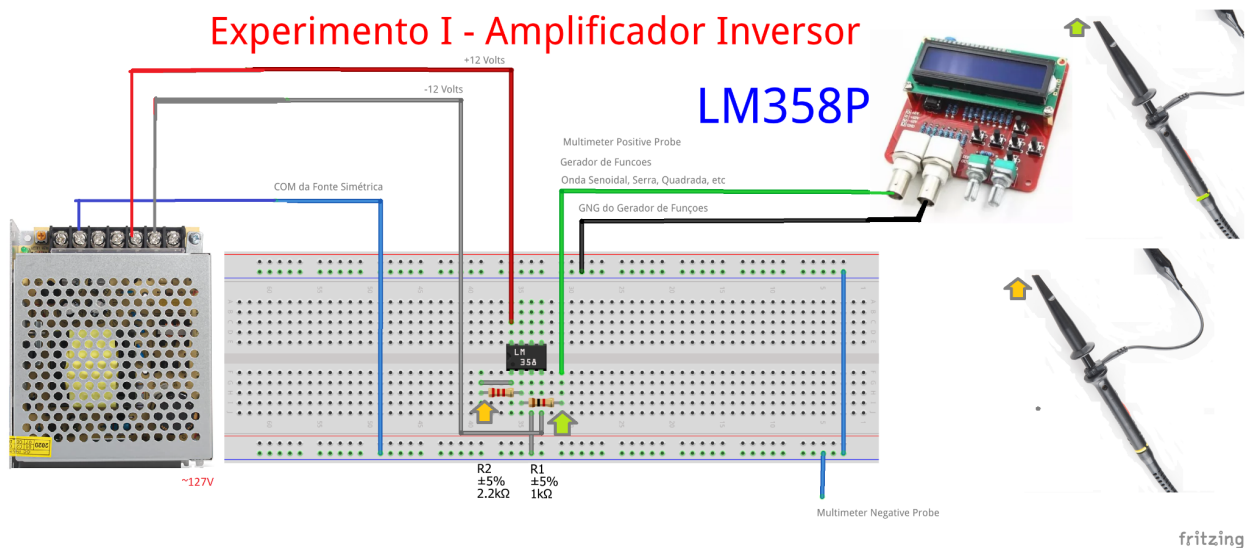 Experimento I - Amplificador Inversor
+12 Volts
-12 Volts
LM358P
Multimeter Positive Probe
Gerador de Funcoes
Onda Senoidal, Serra, Quadrada, etc
COM da Fonte Simétrica
GNG do Gerador de Funçoes
LM
358
R2
±5%
2.2kΩ
R1
±5%
1kΩ
~127V
Multimeter Negative Probe
fritzing